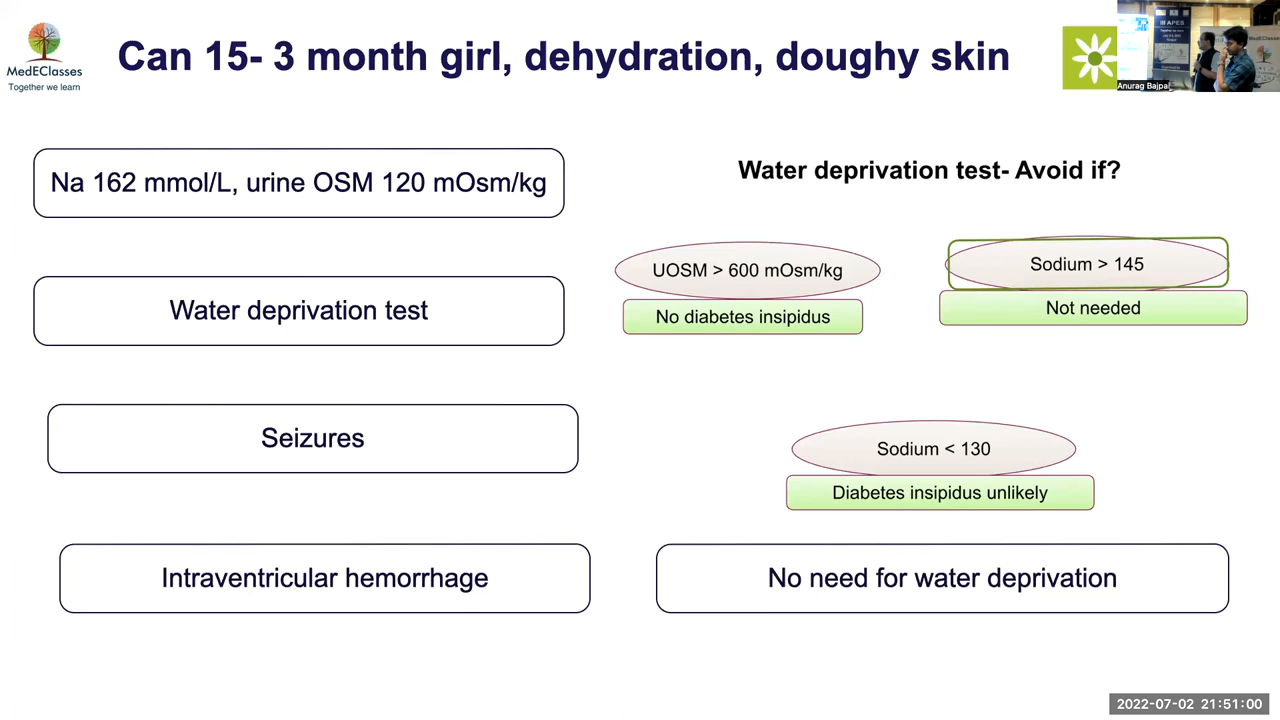 MedEClasses
Together we learn
Can 15- 3 month girl, dehydration, doughy skin
Anurag Bajpai
Na 162 mmol/L, urine OSM 120 mOsm/kg
Water deprivation test
Seizures
Intraventricular hemorrhage
Water deprivation test- Avoid if?
UOSM > 600 mOsm/kg
No diabetes insipidus
Sodium > 145
Not needed
Sodium < 130
Diabetes insipidus unlikely
No need for water deprivation
2022-07-02 21:51:00